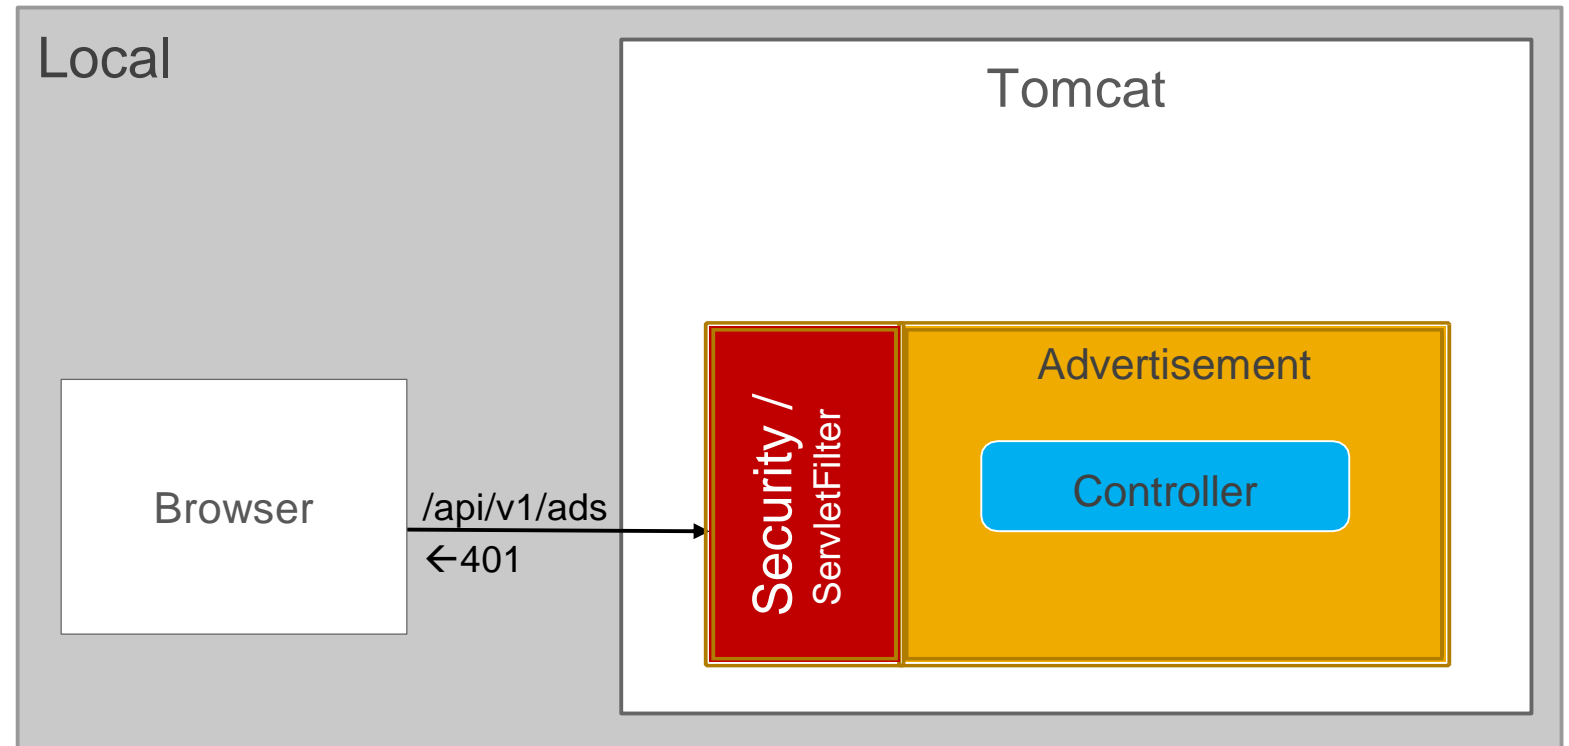 Local
Tomcat
Advertisement
Security /
ServletFilter
Controller
Browser
/api/v1/ads
←401